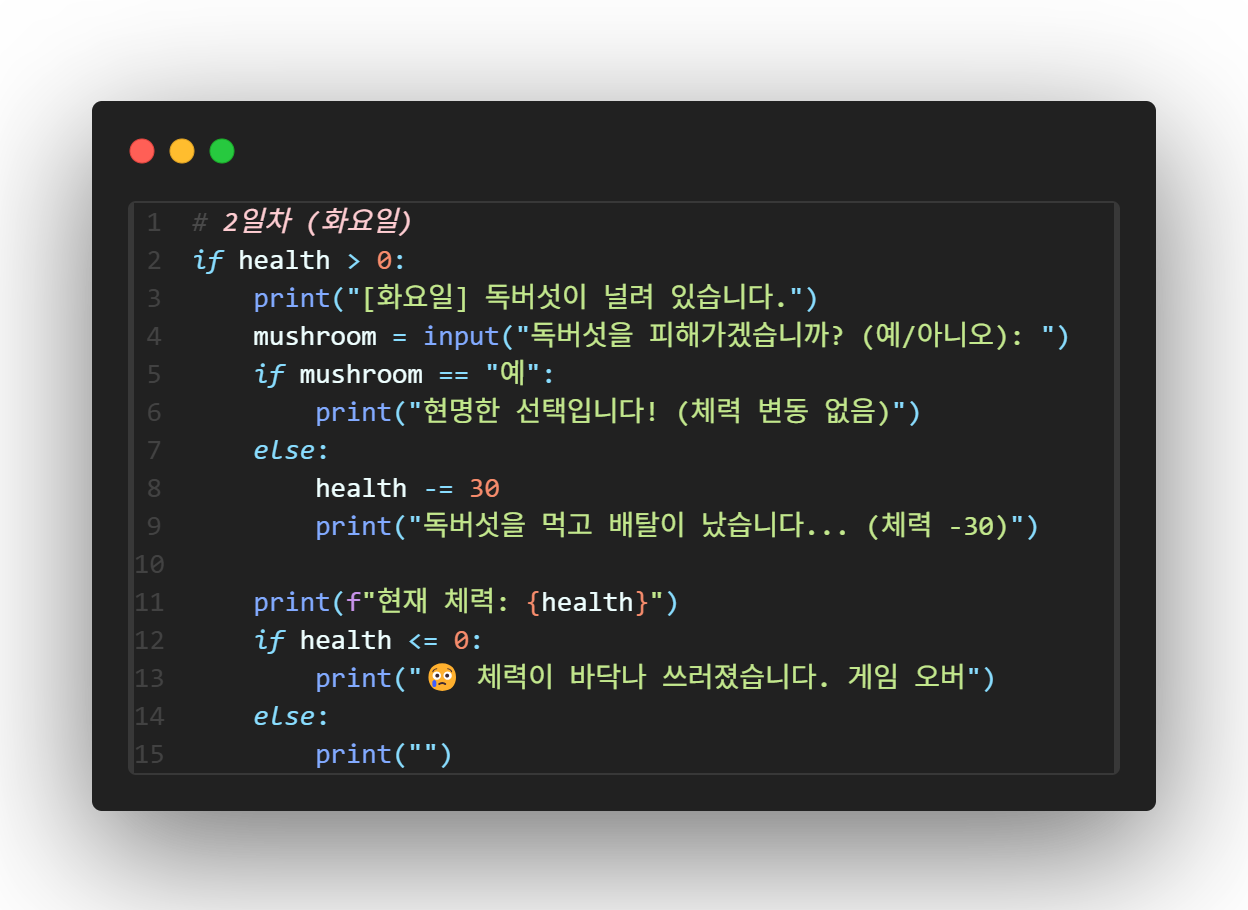 1 # 2일차 (화요일)
2 if health > 0:
3     print("[화요일] 독버섯이 널려 있습니다.")
4     mushroom = input("독버섯을 피해가겠습니까? (예/아니오): ")
5     if mushroom == "예":
6         print("현명한 선택입니다! (체력 변동 없음)")
7     else:
8         health -= 30
9         print("독버섯을 먹고 배탈이 났습니다... (체력 -30)")
10
11     print(f"현재 체력: {health}")
12     if health <= 0:
13         print("😢 체력이 바닥나 쓰러졌습니다. 게임 오버")
14     else:
15         print("")